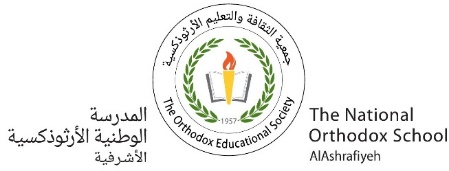 جمعية الثقافة والتعليم الأرثوذكسية
المدرسة
الوطنية الأرثوذكسية
الأشرفية
-1957-
The Orthodox Educational Society
The National
Orthodox School
AlAshrafiyeh